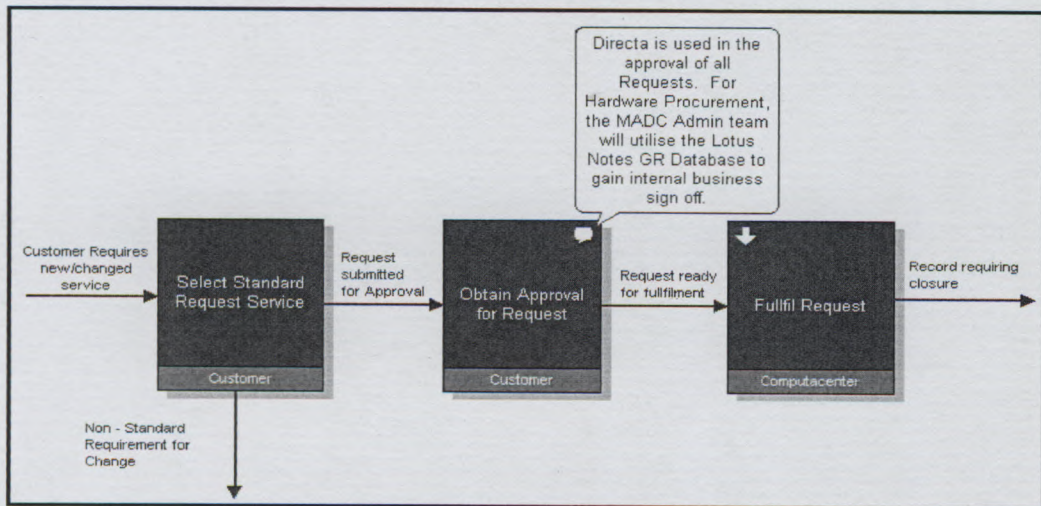 Directa is used in the
approval of all
Requests. For
Hardware Procurement,
the MADC Admin team
will utilise the Lotus
Notes GR Database to
gain internal business
sign off.
Customer Requires
new/changed
service
Select Standard
Request Service
Customer
Request
submitted
for Approval
Obtain Approval
for Request
Customer
Request ready
for fullfilment
Fullfil Request
Computacenter
Record requiring
closure
Non - Standard
Requirement for
Change